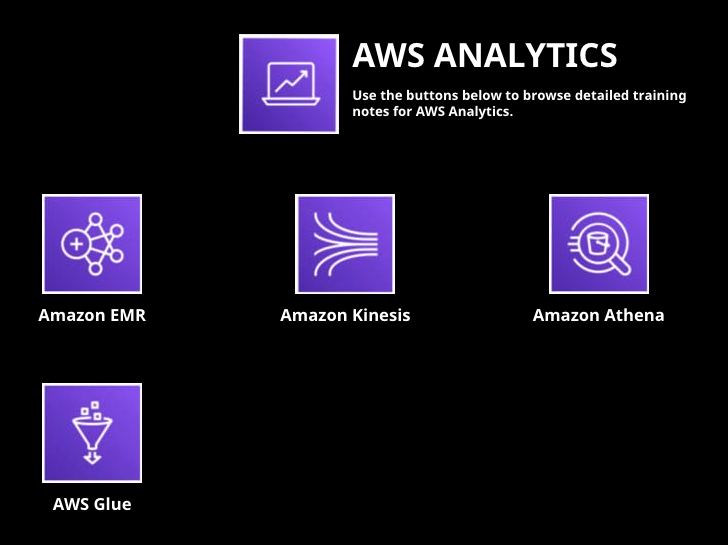 AWS ANALYTICS
Use the buttons below to browse detailed training
notes for AWS Analytics.
Amazon EMR
Amazon Kinesis
Amazon Athena
AWS Glue